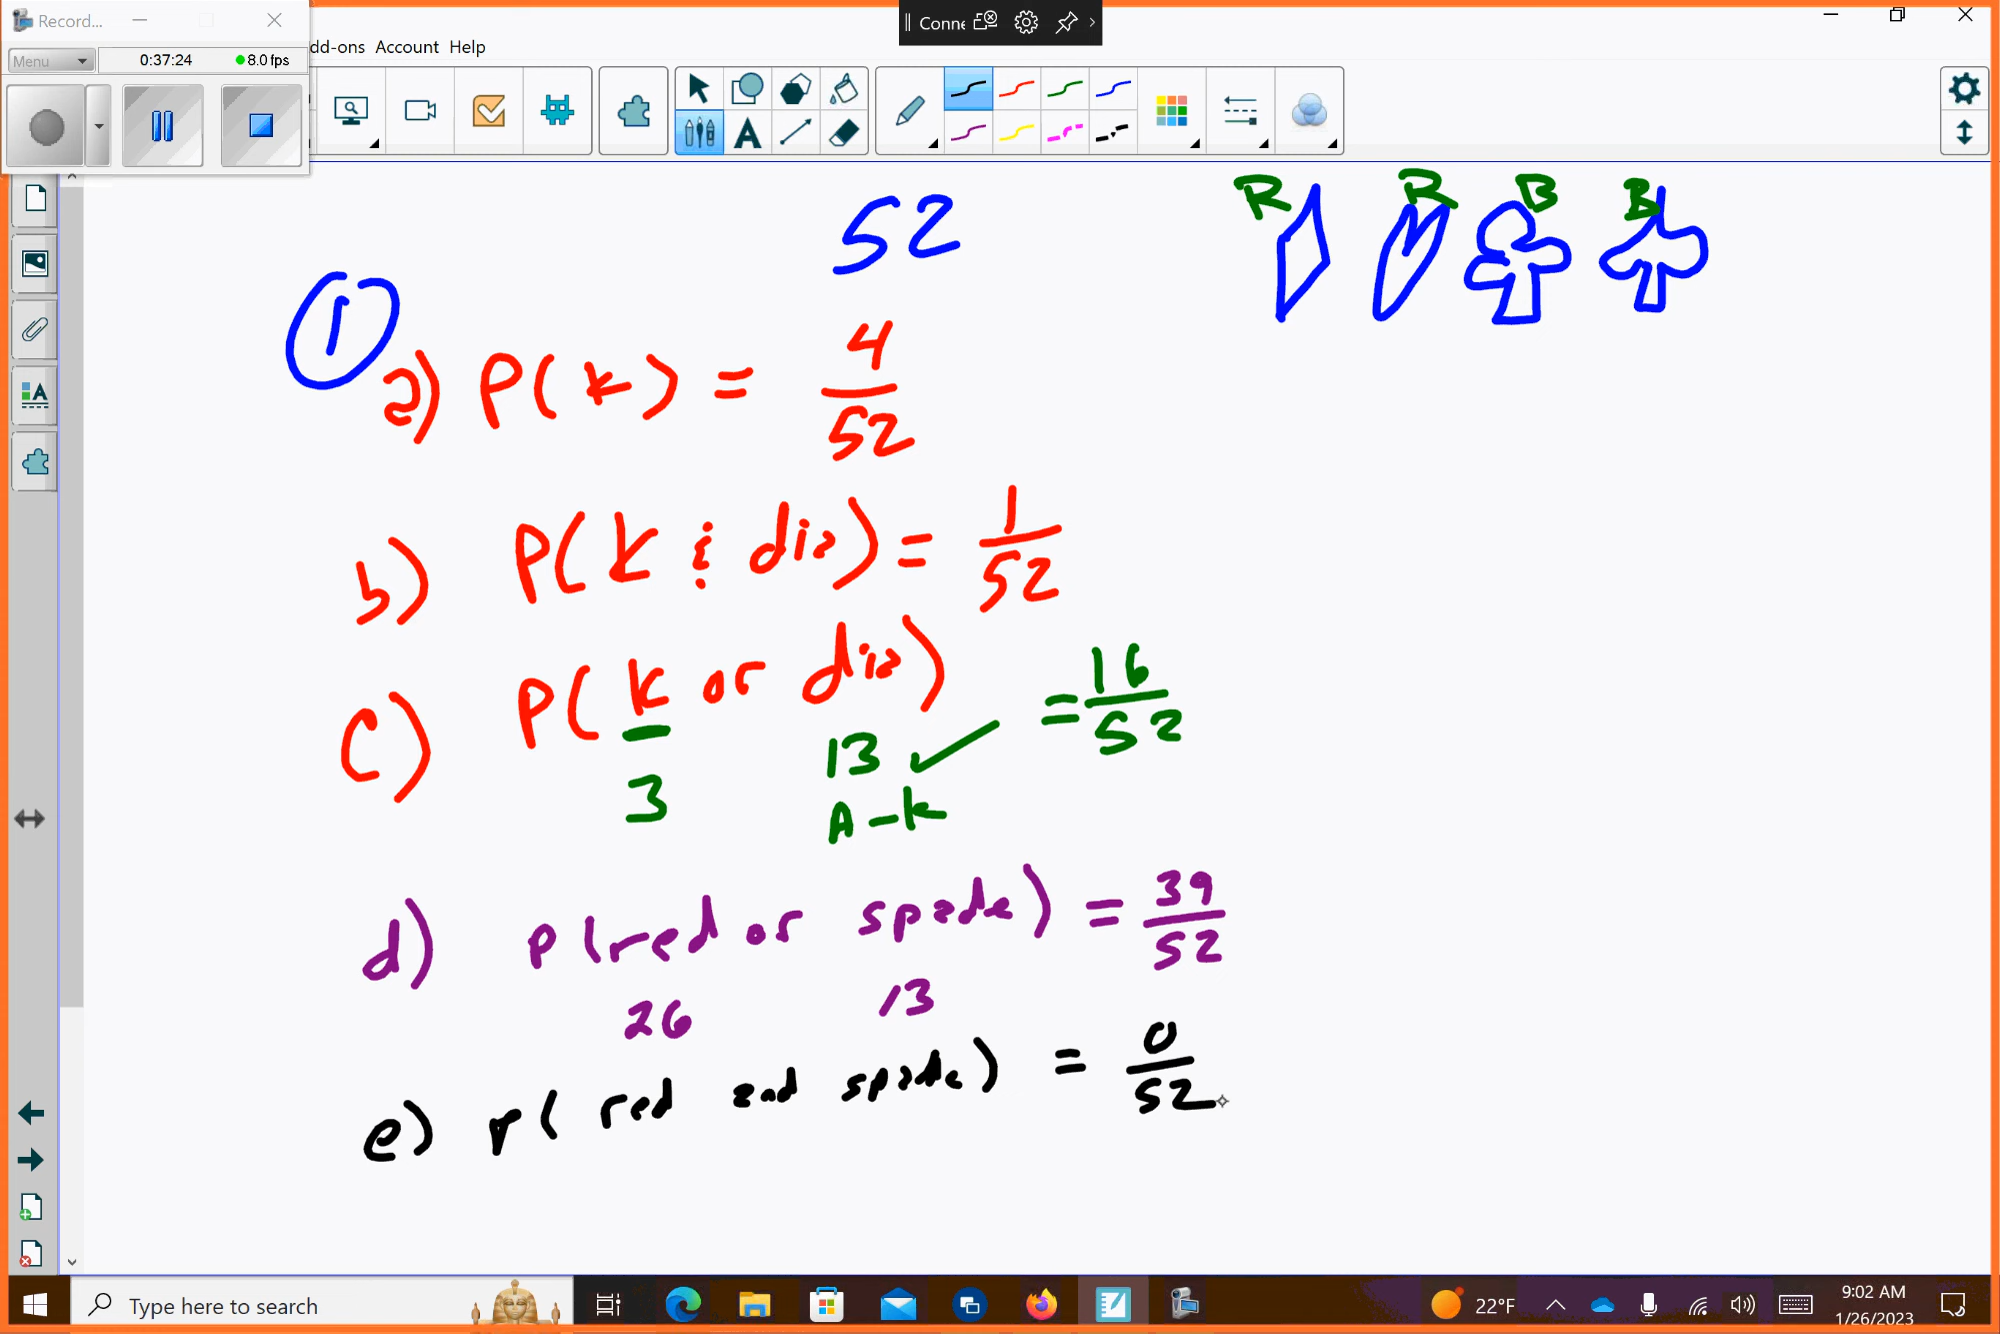 Record...
Conne
Menu
0:37:24
8.0 fps
dd-ons Account Help
52
R R B B
1
a) P(k) = 4/52
b) P(k & dia) = 1/52
c) P(k or dia) = 16/52
3 13
A-k
d) P(red or spade) = 39/52
26 13
e) P(red and spade) = 0/52
Type here to search
22°F
9:02 AM
1/26/2023